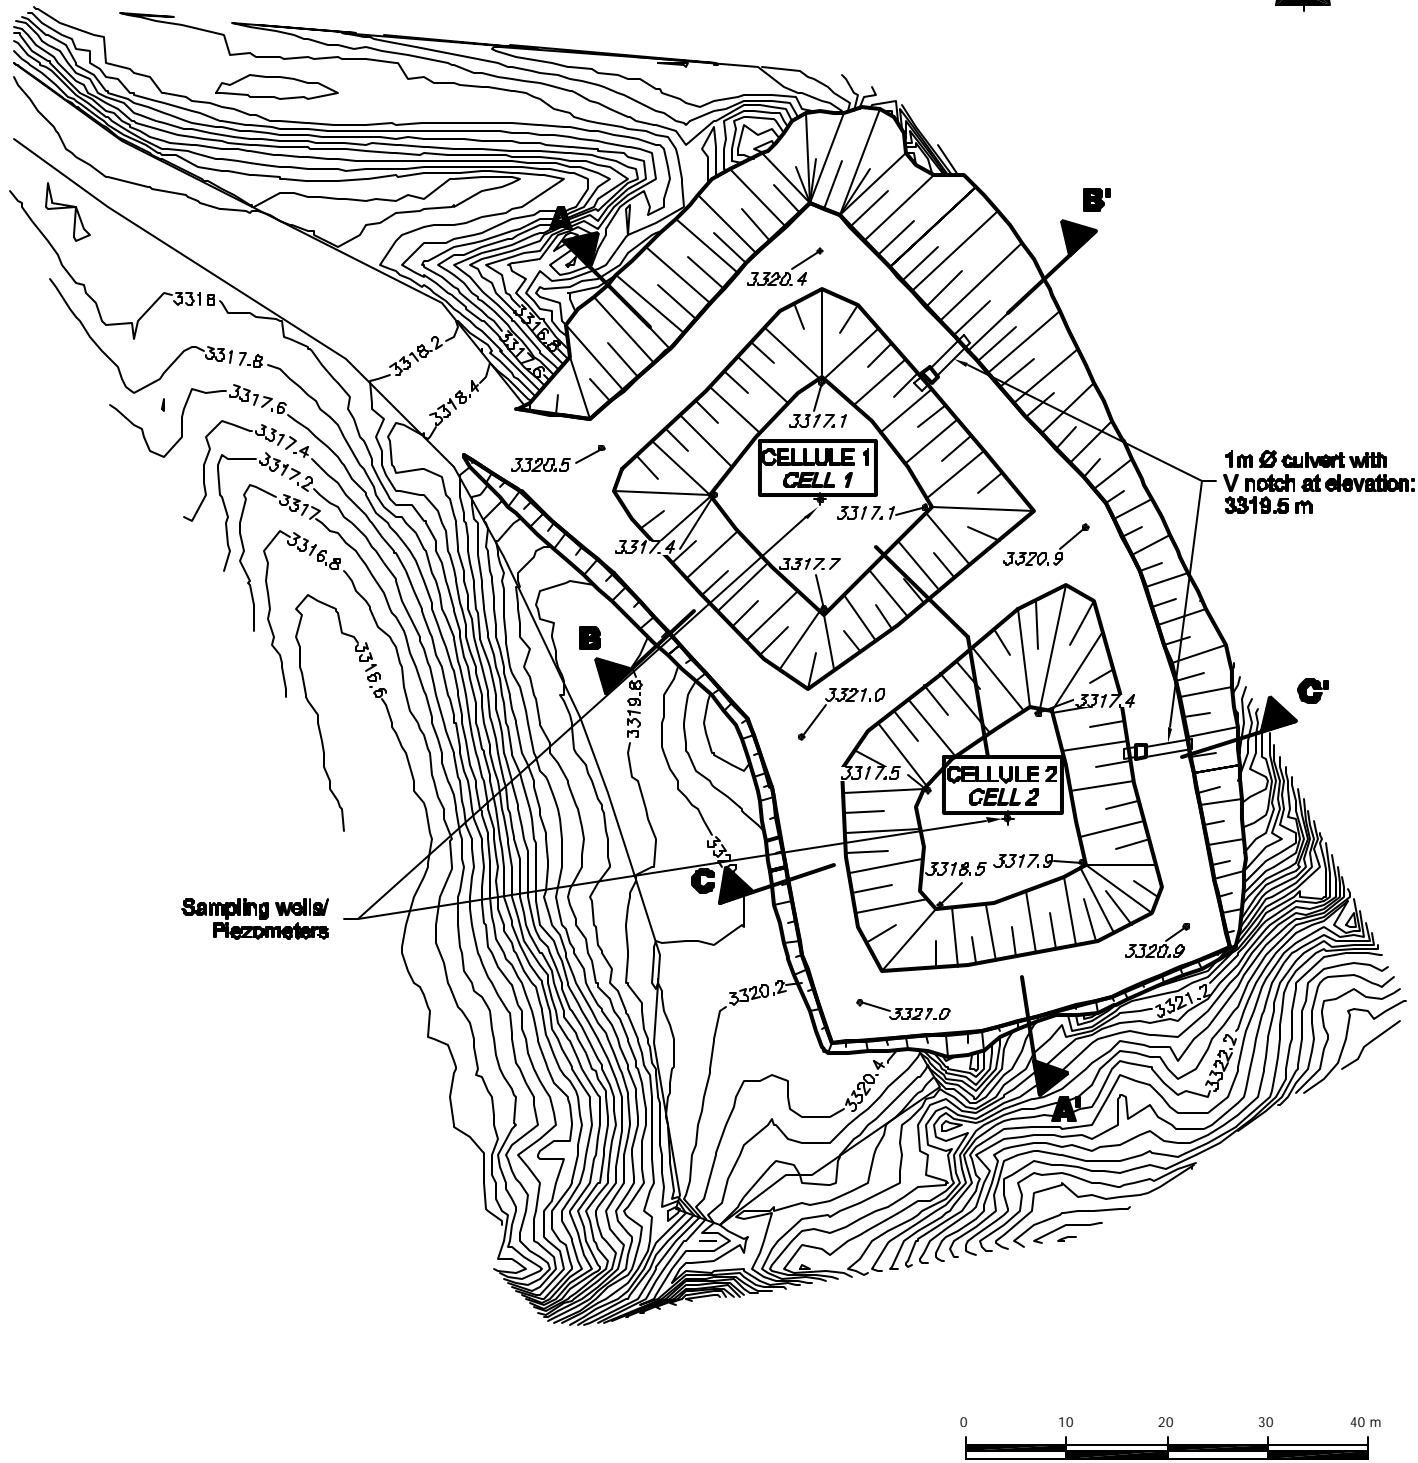 B'
A
3318
3320.4
3316.8
3317.6
3318.2
3317.8
3318.4
3317.6
3317.1
3317.4
CELLULE 1
CELL 1
3320.5
3317.2
1m Ø culvert with
V notch at elevation:
3319.5 m
3317
3317.1
3316.8
3317.4
3317.7
3320.9
B
3316.6
3319.8
3321.0
3317.4
C'
3317.5
CELLULE 2
CELL 2
3318.5
3317.9
C
Sampling wells/
Piezometers
3320.9
3320.2
3321.2
3321.0
3322.2
3320.4
A'
0 10 20 30 40 m